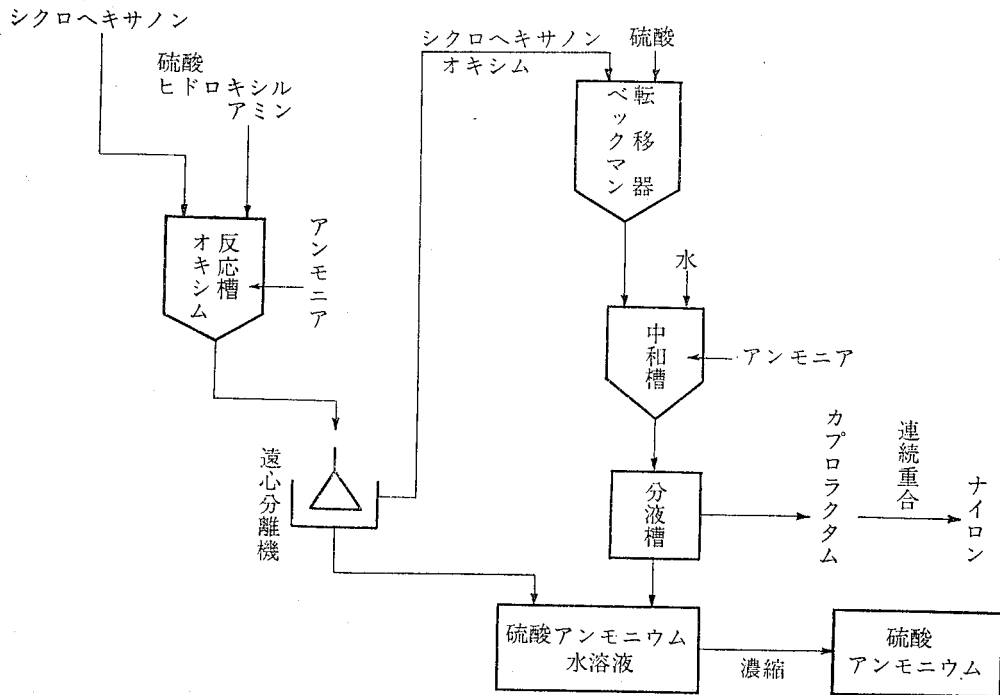 シクロヘキサノン
硫酸
ヒドロキシル
アミン
オキシム
反応槽
アンモニア
遠心分離機
シクロヘキサノン
オキシム
硫酸
ベックマン
転移器
水
中和槽
アンモニア
分液槽
カプロラクタム
連続重合
ナイロン
硫酸アンモニウム
水溶液
濃縮
硫酸
アンモニウム